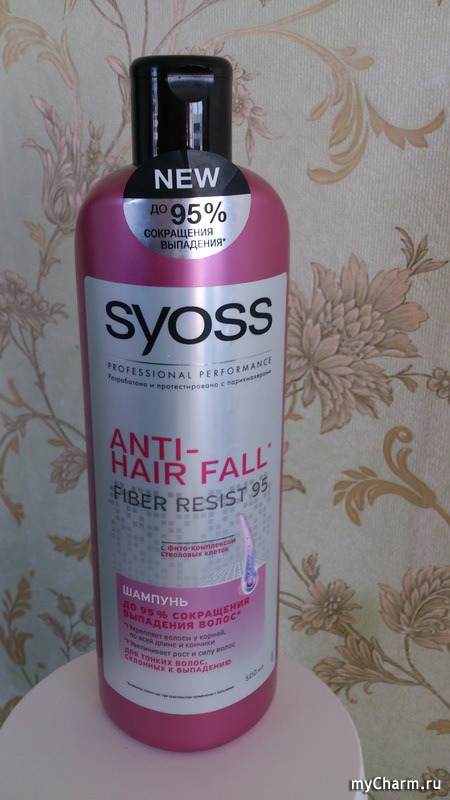 NEW
ДО 95%
СОКРАЩЕНИЯ
ВЫПАДЕНИЯ*
syoss
PROFESSIONAL PERFORMANCE
Разработано и протестировано с парикмахерами
ANTI-
HAIR FALL*
FIBER RESIST 95
с фито-комплексом
стволовых клеток
ШАМПУНЬ
ДО 95% СОКРАЩЕНИЯ
ВЫПАДЕНИЯ ВОЛОС*
Укрепляет волосы у корней,
по всей длине и кончики
Увеличивает рост и силу волос
ДЛЯ ТОНКИХ ВОЛОС,
СКЛОННЫХ К ВЫПАДЕНИЮ
500 мл
myCharm.ru